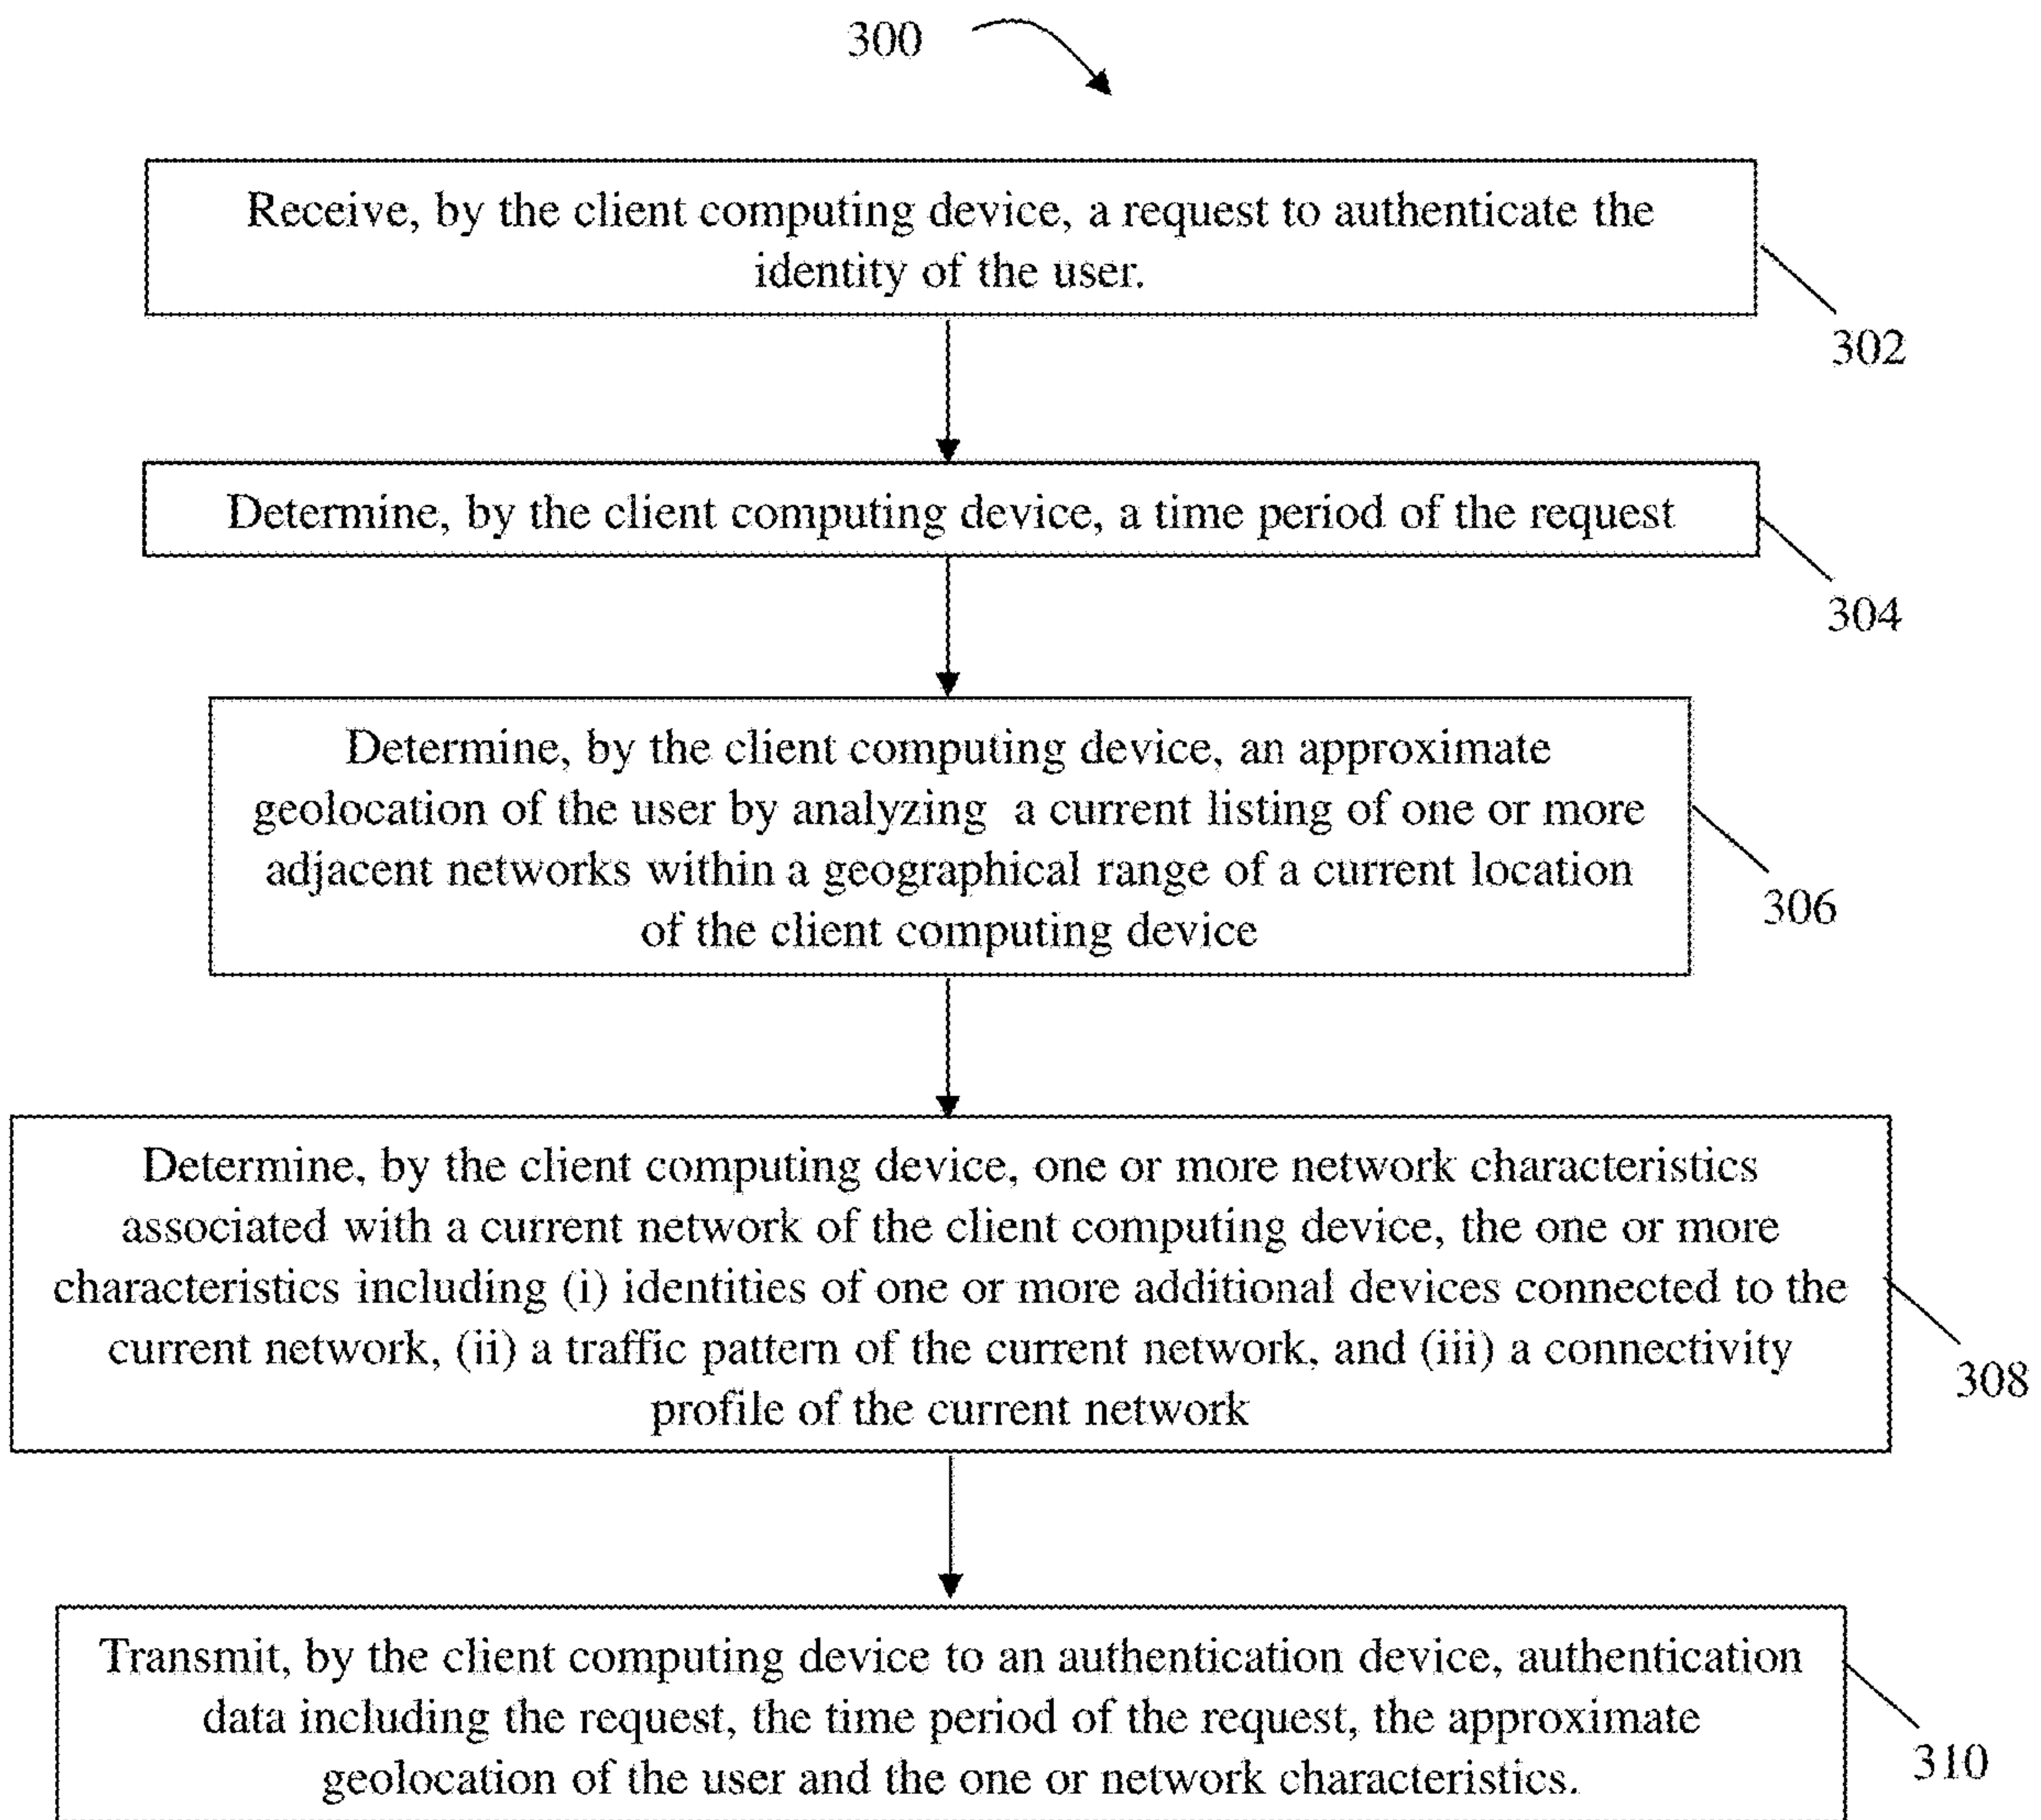 300
Receive, by the client computing device, a request to authenticate the
identity of the user.
302
Determine, by the client computing device, a time period of the request
304
Determine, by the client computing device, an approximate
geolocation of the user by analyzing a current listing of one or more
adjacent networks within a geographical range of a current location
of the client computing device
306
Determine, by the client computing device, one or more network characteristics
associated with a current network of the client computing device, the one or more
characteristics including (i) identities of one or more additional devices connected to the
current network, (ii) a traffic pattern of the current network, and (iii) a connectivity
profile of the current network
308
Transmit, by the client computing device to an authentication device, authentication
data including the request, the time period of the request, the approximate
geolocation of the user and the one or network characteristics.
310